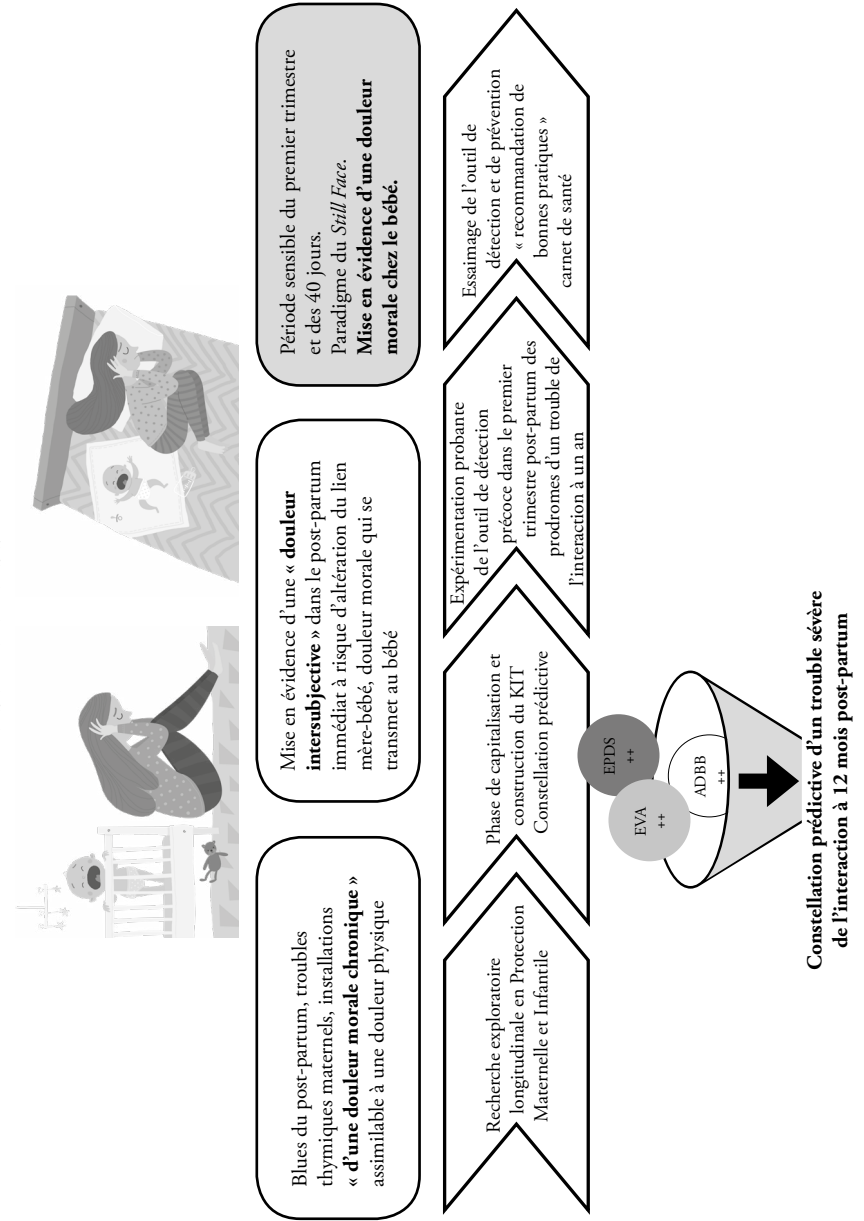 Blues du post-partum, troubles
thymiques maternels, installations
« d’une douleur morale chronique »
assimilable à une douleur physique
Mise en évidence d’une « douleur
intersubjective » dans le post-partum
immédiat à risque d’altération du lien
mère-bébé, douleur morale qui se
transmet au bébé
Période sensible du premier trimestre
et des 40 jours.
Paradigme du Still Face.
Mise en évidence d’une douleur
morale chez le bébé.
Recherche exploratoire
longitudinale en Protection
Maternelle et Infantile
Phase de capitalisation et
construction du KIT
Constellation prédictive
Expérimentation probante
de l’outil de détection
précoce dans le premier
trimestre post-partum des
prodromes d’un trouble de
l’interaction à un an
Essaimage de l’outil de
détection et de prévention
« recommandation de
bonnes pratiques »
carnet de santé
EVA
++
EPDS
++
ADBB
++
Constellation prédictive d’un trouble sévère
de l’interaction à 12 mois post-partum